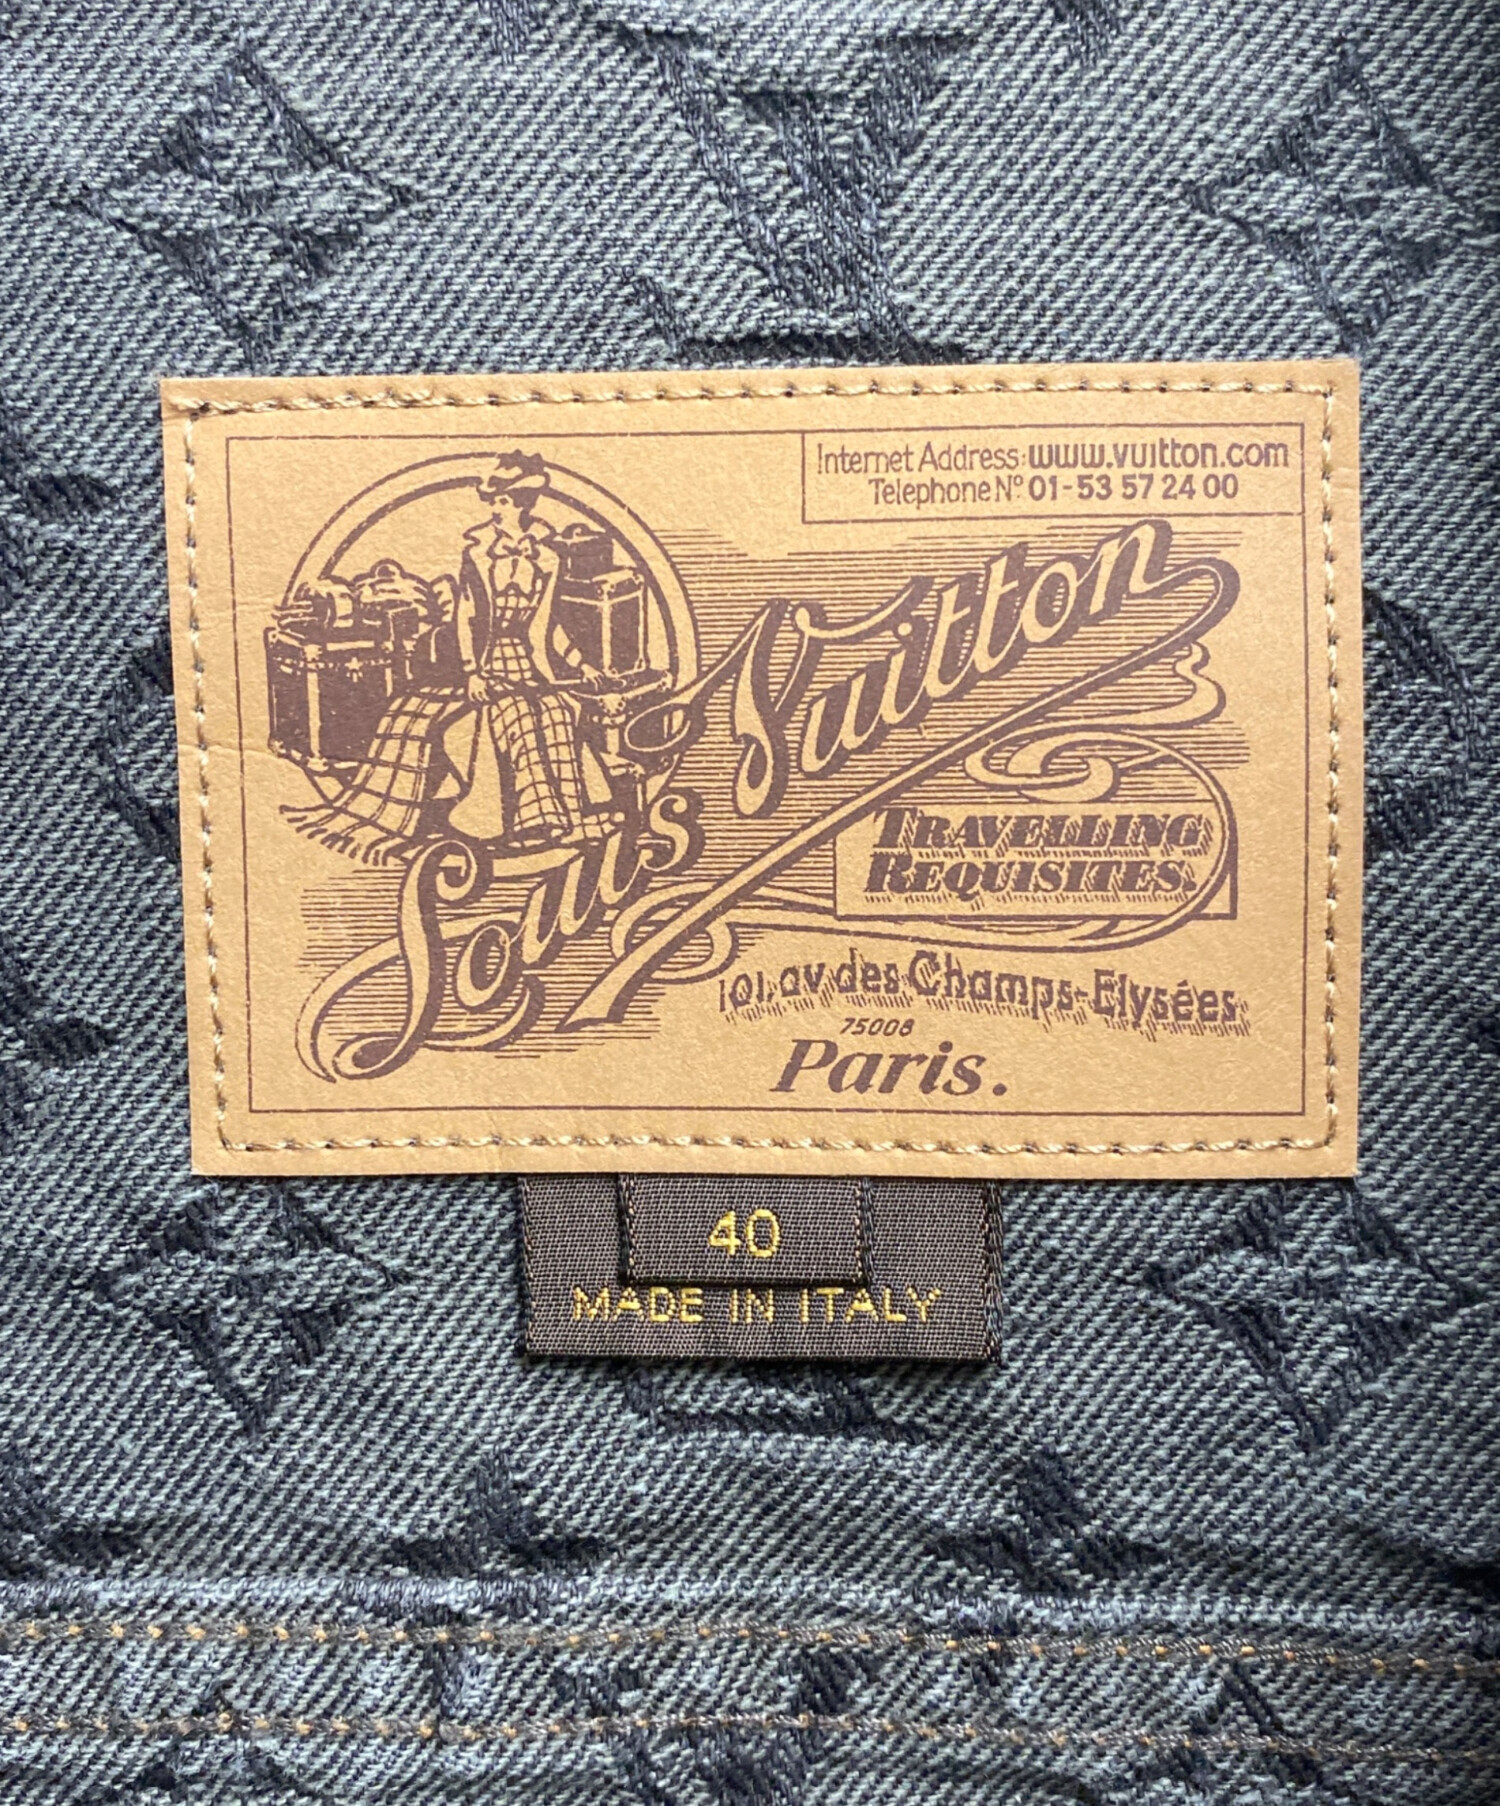 Internet Address: www.vuitton.com
Telephone Nº 01-53 57 24 00
Louis Vuitton
TRAVELLING
REQUISITES.
101, av des Champs-Elysées.
75008
Paris.
40
MADE IN ITALY